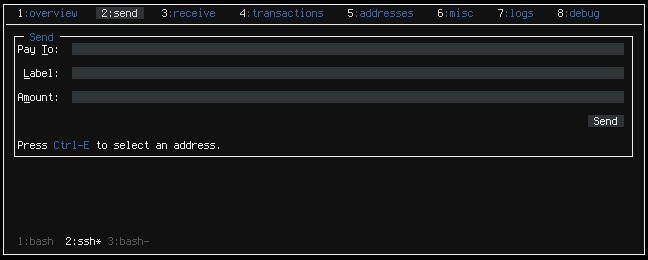 1:overview 2:send 3:receive 4:transactions 5:addresses 6:misc 7:logs 8:debug
Send
Pay To:
Label:
Amount:
Send
Press Ctrl-E to select an address.
1:bash 2:ssh* 3:bash-